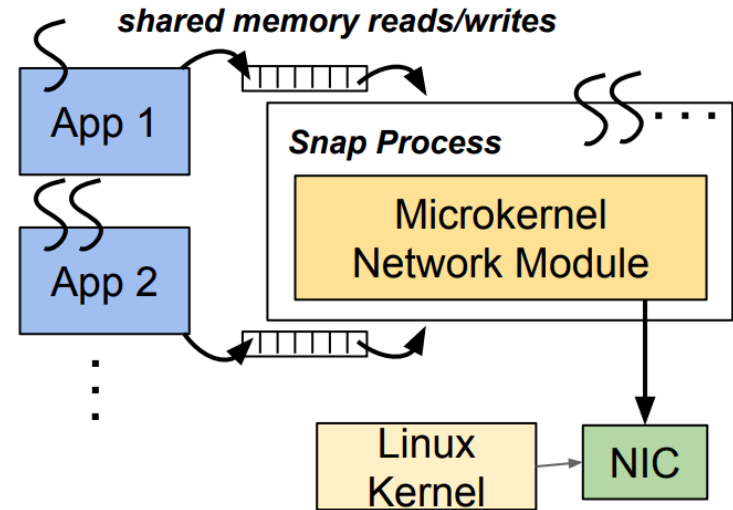 shared memory reads/writes
App 1
Snap Process
Microkernel
Network Module
App 2
Linux
Kernel
NIC